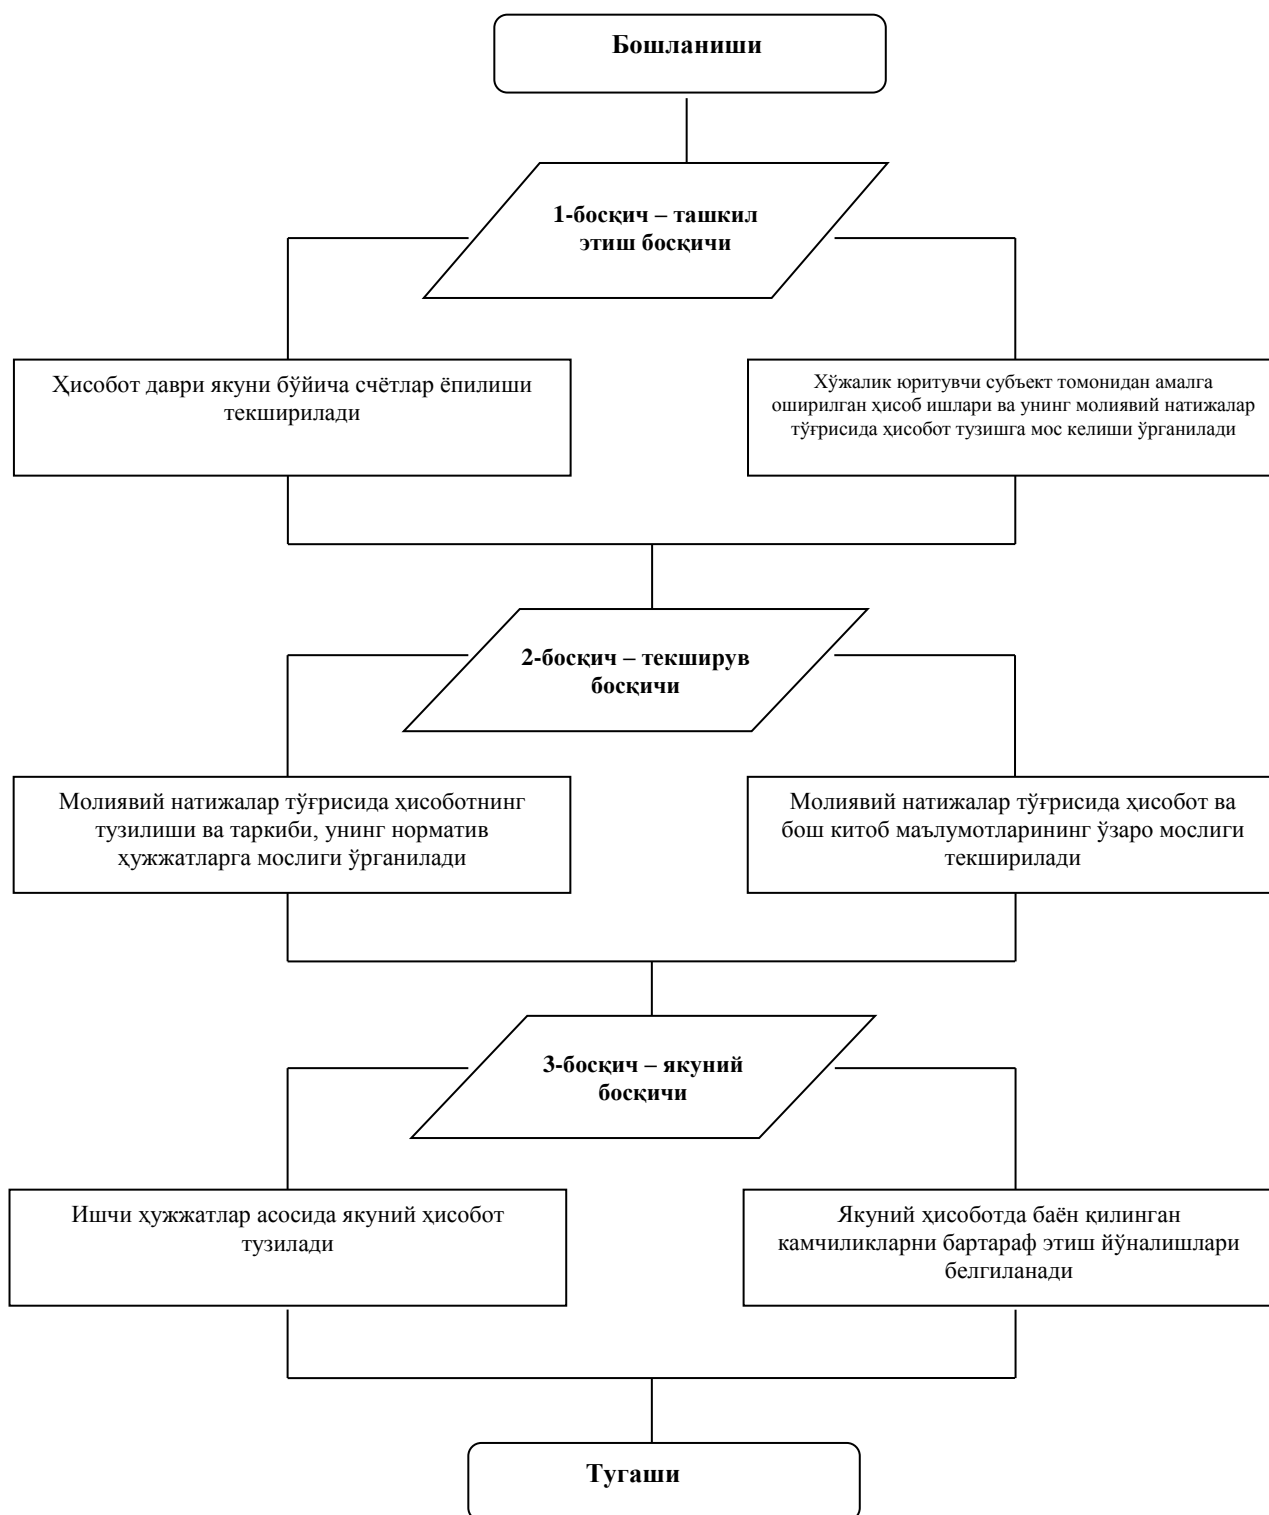 Бошланиши
1-босқич – ташкил
этиш босқичи
Ҳисобот даври якуни бўйича счётлар ёпилиши
текширилади
Хўжалик юритувчи субъект томонидан амалга
оширилган ҳисоб ишлари ва унинг молиявий натижалар
тўғрисида ҳисобот тузишга мос келиши ўрганилади
2-босқич – текширув
босқичи
Молиявий натижалар тўғрисида ҳисоботнинг
тузилиши ва таркиби, унинг норматив
ҳужжатларга мослиги ўрганилади
Молиявий натижалар тўғрисида ҳисобот ва
бош китоб маълумотларининг ўзаро мослиги
текширилади
3-босқич – якуний
босқичи
Ишчи ҳужжатлар асосида якуний ҳисобот
тузилади
Якуний ҳисоботда баён қилинган
камчиликларни бартараф этиш йўналишлари
белгиланади
Тугаши